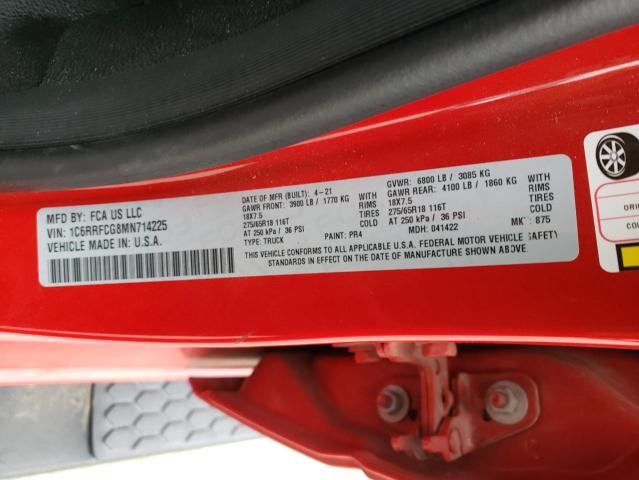 MFD BY: FCA US LLC
VIN: 1C6RRFCG8MN714225
VEHICLE MADE IN U.S.A.
DATE OF MFR (BUILT): 4-21
GVWR: 6800 LB / 3085 KG
GAWR FRONT: 3900 LB / 1770 KG WITH
GAWR REAR: 4100 LB / 1860 KG WITH
18X7.5 RIMS
18X7.5 RIMS
275/65R18 116T TIRES
275/65R18 116T TIRES
AT 250 kPa / 36 PSI COLD
AT 250 kPa / 36 PSI COLD
TYPE: TRUCK PAINT: PR4 MDH: 041422 MK: 875
THIS VEHICLE CONFORMS TO ALL APPLICABLE U.S.A. FEDERAL MOTOR VEHICLE SAFETY
STANDARDS IN EFFECT ON THE DATE OF MANUFACTURE SHOWN ABOVE.